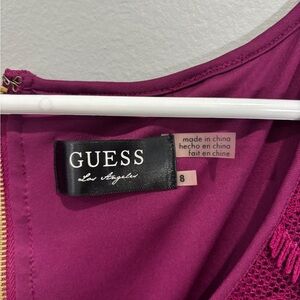 GUESS
Los Angeles
made in china
hecho en china
fait en chine
8